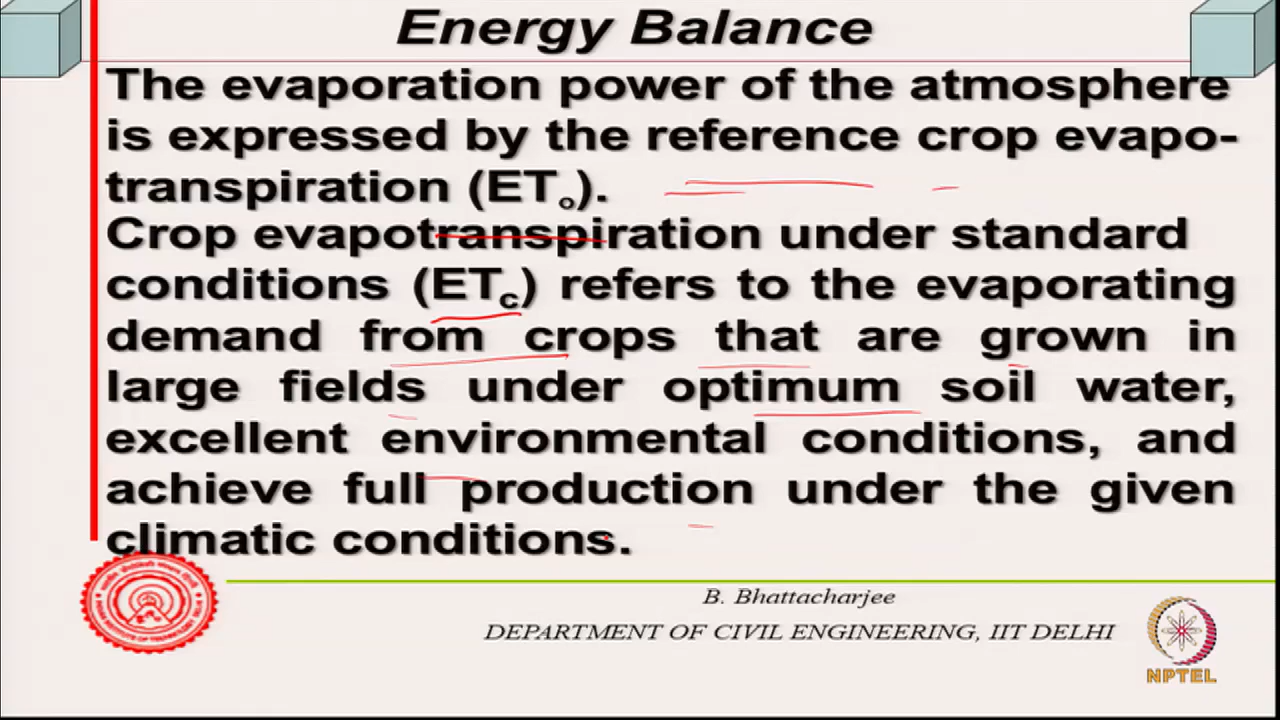 Energy Balance
The evaporation power of the atmosphere
is expressed by the reference crop evapo-
transpiration (ETo).
Crop evapotranspiration under standard
conditions (ETc) refers to the evaporating
demand from crops that are grown in
large fields under optimum soil water,
excellent environmental conditions, and
achieve full production under the given
climatic conditions.
B. Bhattacharjee
DEPARTMENT OF CIVIL ENGINEERING, IIT DELHI
NPTEL